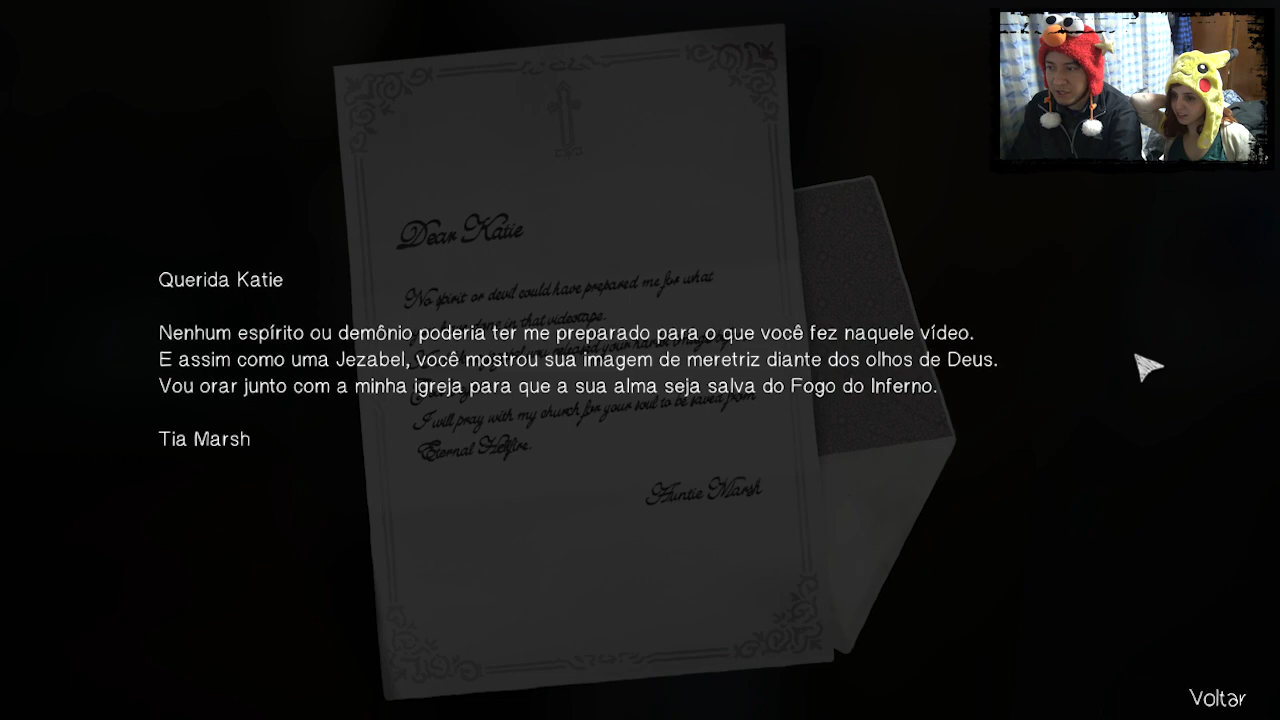 Dear Katie
No spirit or devil could have prepared me for what
in that videotape.
I will pray with my church for your soul to be saved from
Eternal Hellfire.
Auntie Marsh
Querida Katie
Nenhum espírito ou demônio poderia ter me preparado para o que você fez naquele vídeo.
E assim como uma Jezabel, você mostrou sua imagem de meretriz diante dos olhos de Deus.
Vou orar junto com a minha igreja para que a sua alma seja salva do Fogo do Inferno.
Tia Marsh
Voltar